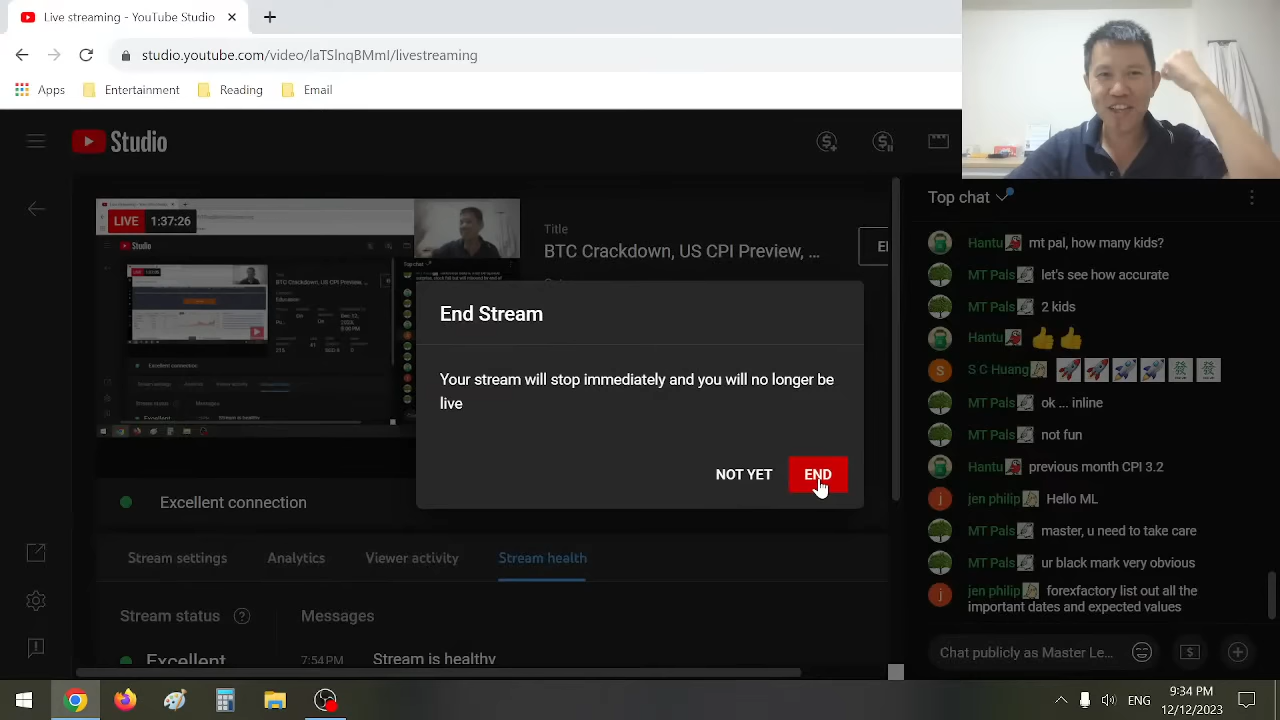 Live streaming - YouTube Studio
studio.youtube.com/video/laTSlnqBMmI/livestreaming
Apps
Entertainment
Reading
Email
Studio
LIVE 1:37:26
Studio
Title
BTC Crackdown, US CPI Preview, ...
End Stream
Your stream will stop immediately and you will no longer be
live
NOT YET
END
Excellent connection
Stream settings
Analytics
Viewer activity
Stream health
Stream status
Messages
Excellent
7:54 PM
Stream is healthy
Top chat
Hantu mt pal, how many kids?
MT Pals let's see how accurate
MT Pals 2 kids
Hantu
S C Huang
MT Pals ok ... inline
MT Pals not fun
Hantu previous month CPI 3.2
jen philip Hello ML
MT Pals master, u need to take care
MT Pals ur black mark very obvious
jen philip forexfactory list out all the
important dates and expected values
Chat publicly as Master Le...
ENG
9:34 PM
12/12/2023